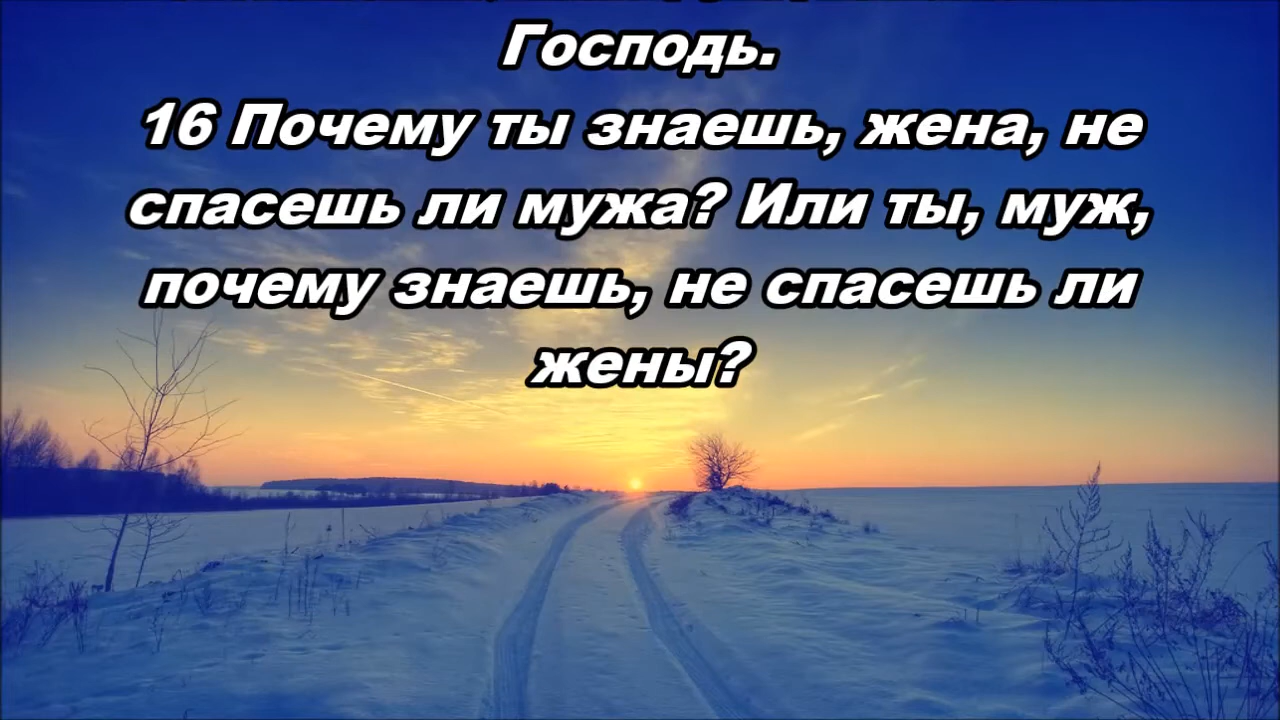 Господь.
16 Почему ты знаешь, жена, не
спасешь ли мужа? Или ты, муж,
почему знаешь, не спасешь ли
жены?